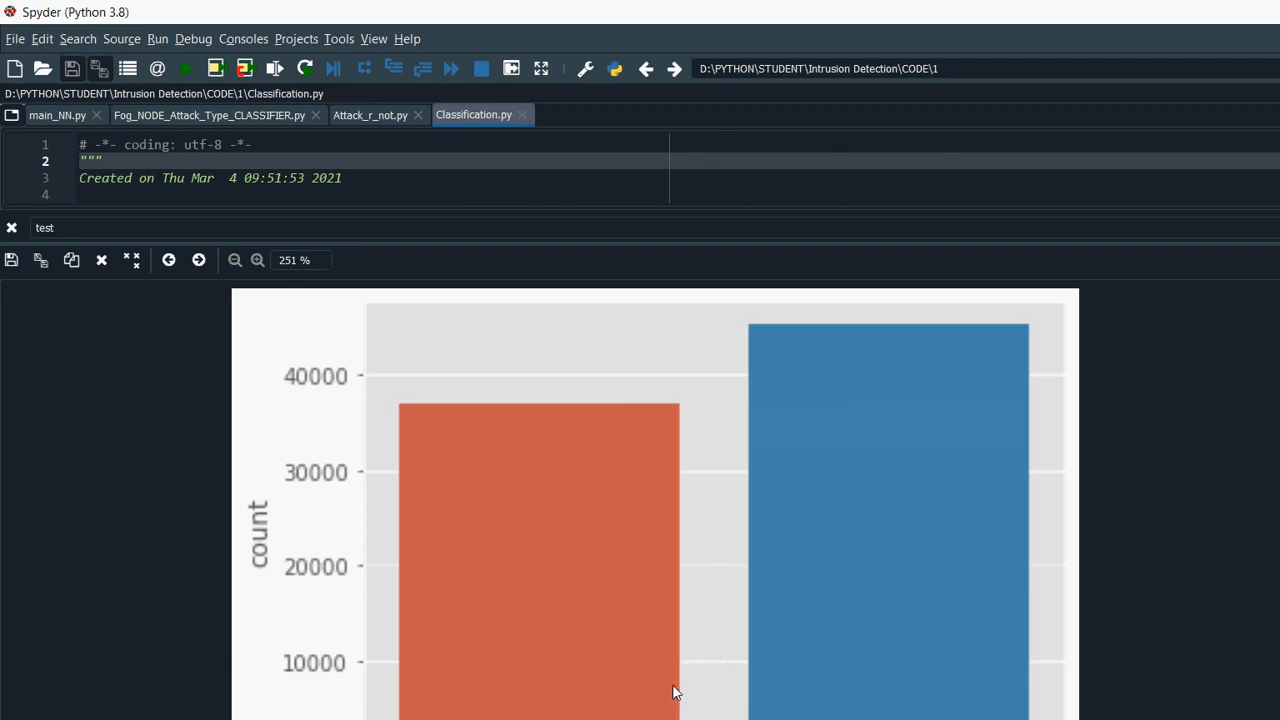 Spyder (Python 3.8)
File Edit Search Source Run Debug Consoles Projects Tools View Help
D:\PYTHON\STUDENT\Intrusion Detection\CODE\1
D:\PYTHON\STUDENT\Intrusion Detection\CODE\1\Classification.py
main_NN.py Fog_NODE_Attack_Type_CLASSIFIER.py Attack_r_not.py Classification.py
1 # -*- coding: utf-8 -*-
2 """
3 Created on Thu Mar  4 09:51:53 2021
4
test
251 %
40000
30000
count
20000
10000